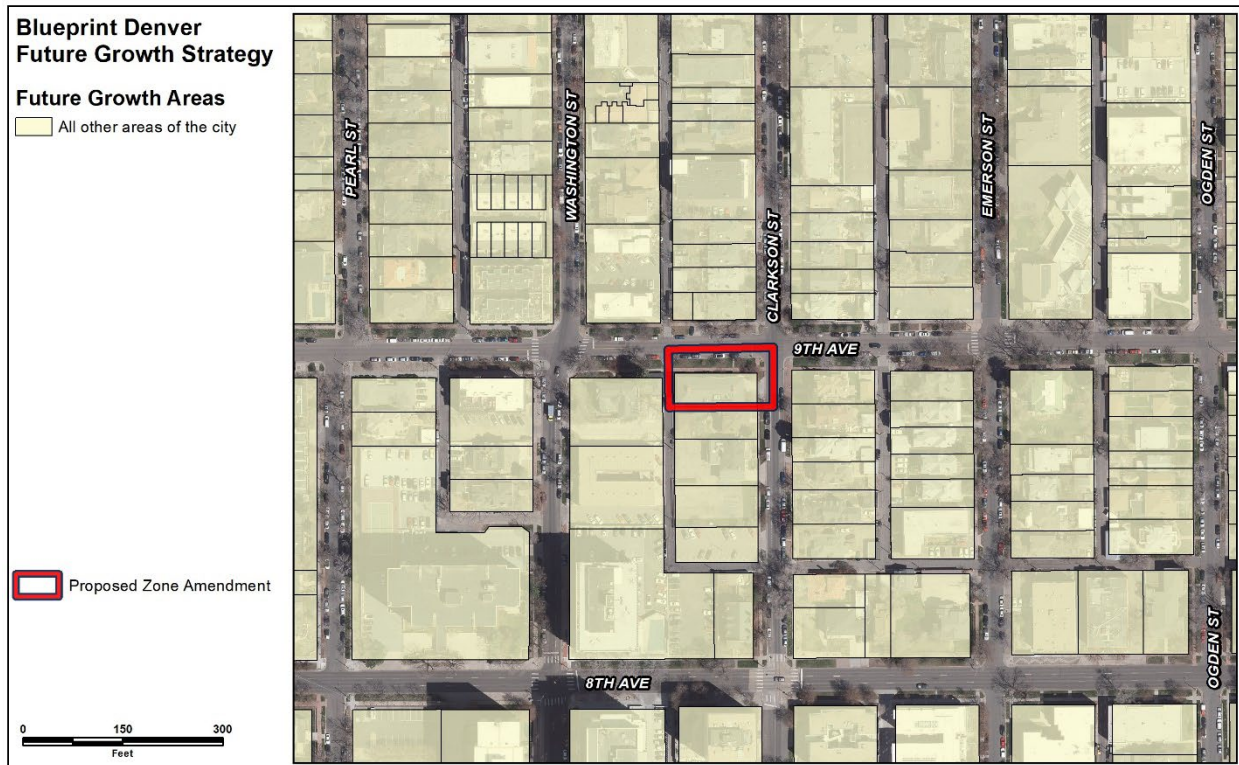 Blueprint Denver
Future Growth Strategy
Future Growth Areas
All other areas of the city
Proposed Zone Amendment
0 150 300
Feet
PEARL ST
WASHINGTON ST
CLARKSON ST
EMERSON ST
OGDEN ST
9TH AVE
8TH AVE
OGDEN ST